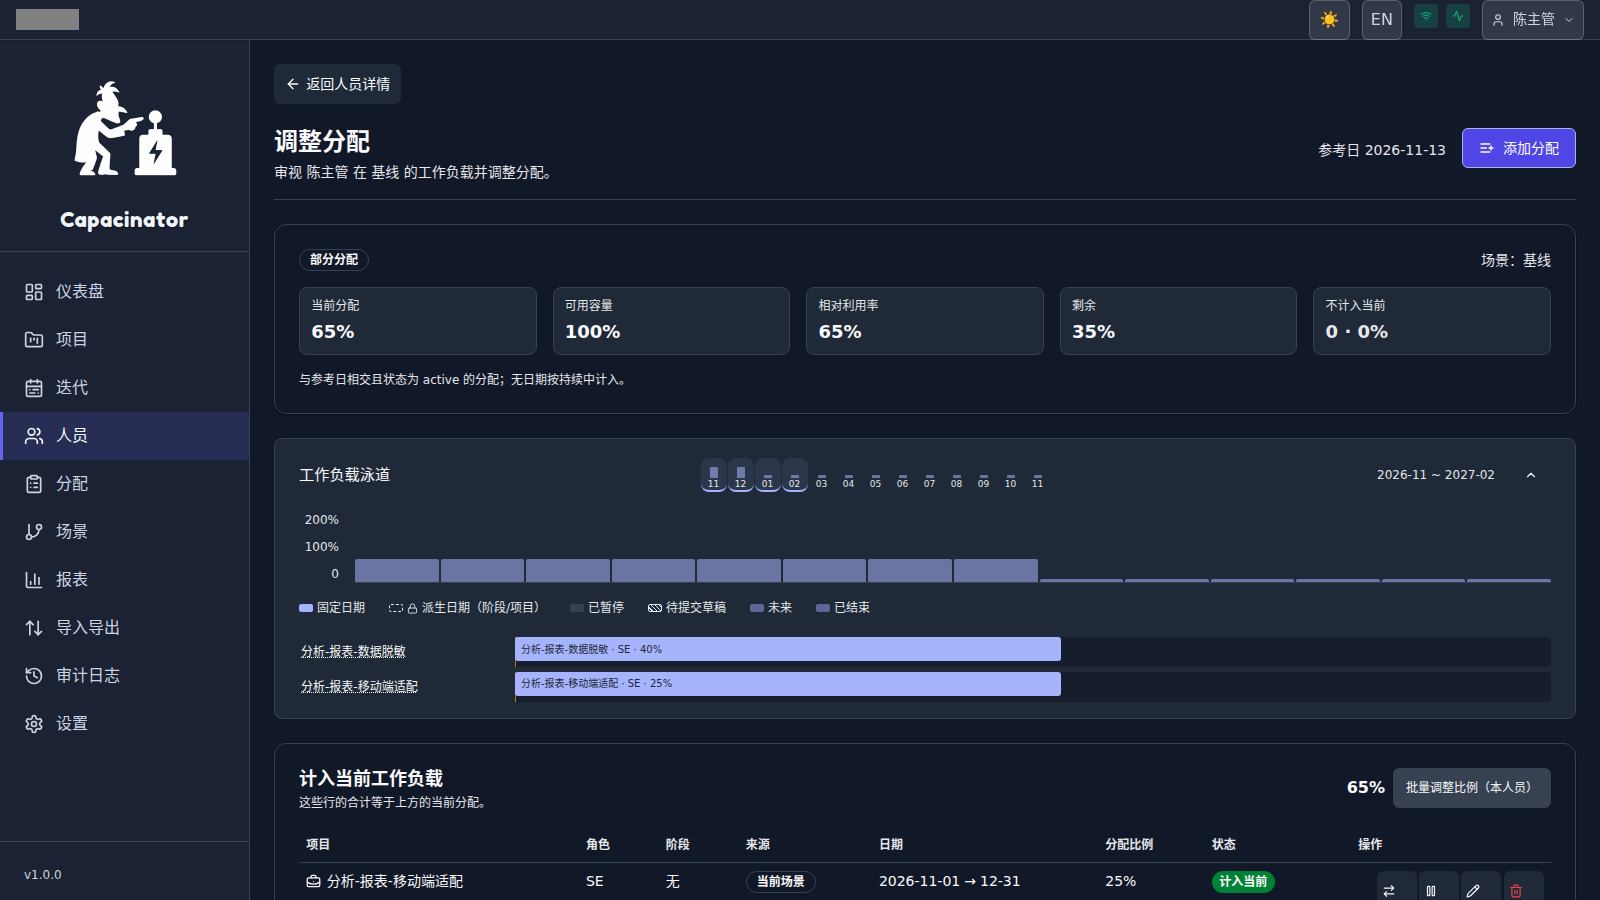 EN
陈主管
Capacinator
仪表盘
项目
迭代
人员
分配
场景
报表
导入导出
审计日志
设置
v1.0.0
返回人员详情
调整分配
审视 陈主管 在 基线 的工作负载并调整分配。
参考日 2026-11-13
添加分配
部分分配
场景：基线
当前分配
65%
可用容量
100%
相对利用率
65%
剩余
35%
不计入当前
0 · 0%
与参考日相交且状态为 active 的分配；无日期按持续中计入。
工作负载泳道
11 12 01 02 03 04 05 06 07 08 09 10 11
2026-11 ~ 2027-02
200%
100%
0
固定日期 派生日期（阶段/项目） 已暂停 待提交草稿 未来 已结束
分析-报表-数据脱敏
分析-报表-数据脱敏 · SE · 40%
分析-报表-移动端适配
分析-报表-移动端适配 · SE · 25%
计入当前工作负载
这些行的合计等于上方的当前分配。
65%
批量调整比例（本人员）
项目 角色 阶段 来源 日期 分配比例 状态 操作
分析-报表-移动端适配 SE 无 当前场景 2026-11-01 → 12-31 25% 计入当前